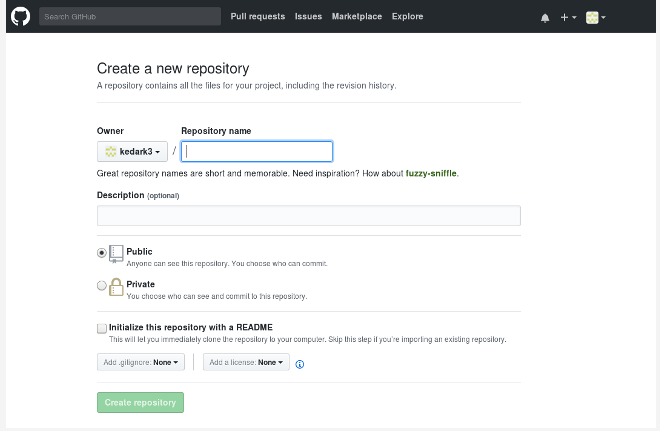 Search GitHub
Pull requests Issues Marketplace Explore
Create a new repository
A repository contains all the files for your project, including the revision history.
Owner Repository name
kedark3 /
Great repository names are short and memorable. Need inspiration? How about fuzzy-sniffle.
Description (optional)
Public
Anyone can see this repository. You choose who can commit.
Private
You choose who can see and commit to this repository.
Initialize this repository with a README
This will let you immediately clone the repository to your computer. Skip this step if you're importing an existing repository.
Add .gitignore: None Add a license: None
Create repository